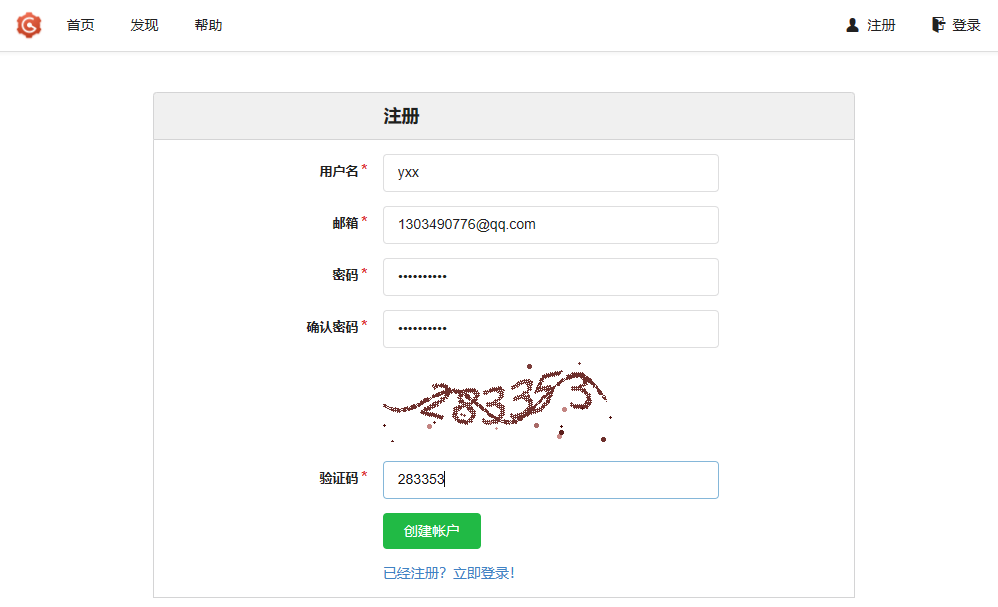 首页 发现 帮助 注册 登录
注册
用户名 * yxx
邮箱 * 1303490776@qq.com
密码 * ••••••••••
确认密码 * ••••••••••
283353
验证码 * 283353
创建帐户
已经注册？立即登录！